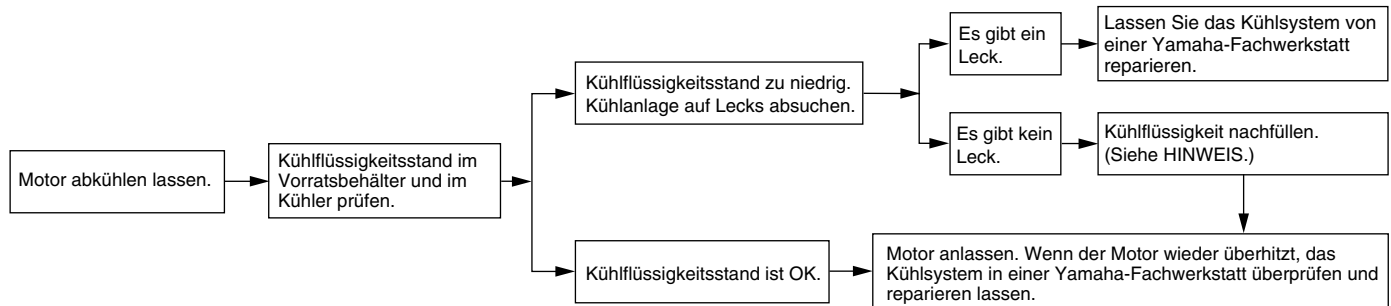 Motor abkühlen lassen.
Kühlflüssigkeitsstand im
Vorratsbehälter und im
Kühler prüfen.
Kühlflüssigkeitsstand zu niedrig.
Kühlanlage auf Lecks absuchen.
Es gibt ein
Leck.
Lassen Sie das Kühlsystem von
einer Yamaha-Fachwerkstatt
reparieren.
Es gibt kein
Leck.
Kühlflüssigkeit nachfüllen.
(Siehe HINWEIS.)
Kühlflüssigkeitsstand ist OK.
Motor anlassen. Wenn der Motor wieder überhitzt, das
Kühlsystem in einer Yamaha-Fachwerkstatt überprüfen und
reparieren lassen.